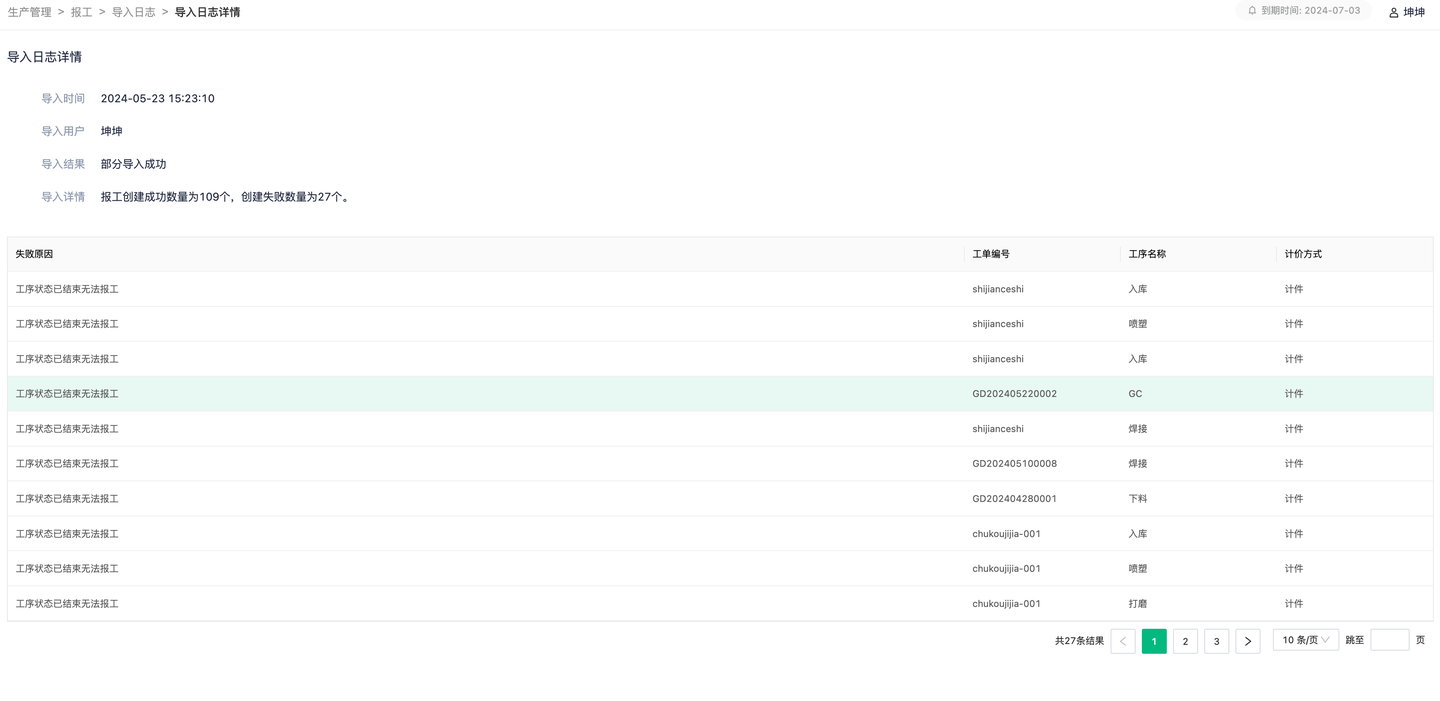 生产管理 > 报工 > 导入日志 > 导入日志详情 到期时间: 2024-07-03 坤坤
导入日志详情
导入时间 2024-05-23 15:23:10
导入用户 坤坤
导入结果 部分导入成功
导入详情 报工创建成功数量为109个，创建失败数量为27个。
失败原因 工单编号 工序名称 计价方式
工序状态已结束无法报工 shijianceshi 入库 计件
工序状态已结束无法报工 shijianceshi 喷塑 计件
工序状态已结束无法报工 shijianceshi 入库 计件
工序状态已结束无法报工 GD202405220002 GC 计件
工序状态已结束无法报工 shijianceshi 焊接 计件
工序状态已结束无法报工 GD202405100008 焊接 计件
工序状态已结束无法报工 GD202404280001 下料 计件
工序状态已结束无法报工 chukoujijia-001 入库 计件
工序状态已结束无法报工 chukoujijia-001 喷塑 计件
工序状态已结束无法报工 chukoujijia-001 打磨 计件
共27条结果 < 1 2 3 > 10 条/页 跳至 页